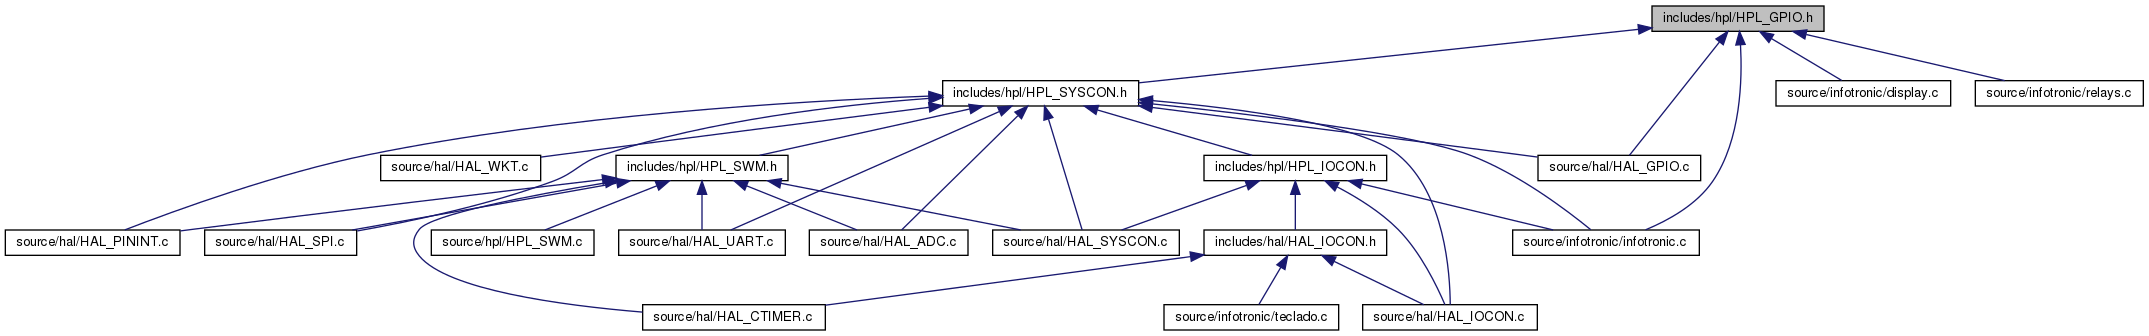 includes/hpl/HPL_GPIO.h
includes/hpl/HPL_SYSCON.h
source/infotronic/display.c
source/infotronic/relays.c
source/hal/HAL_WKT.c
includes/hpl/HPL_SWM.h
includes/hpl/HPL_IOCON.h
source/hal/HAL_GPIO.c
source/hal/HAL_PININT.c
source/hal/HAL_SPI.c
source/hpl/HPL_SWM.c
source/hal/HAL_UART.c
source/hal/HAL_ADC.c
source/hal/HAL_SYSCON.c
includes/hal/HAL_IOCON.h
source/infotronic/infotronic.c
source/hal/HAL_CTIMER.c
source/infotronic/teclado.c
source/hal/HAL_IOCON.c